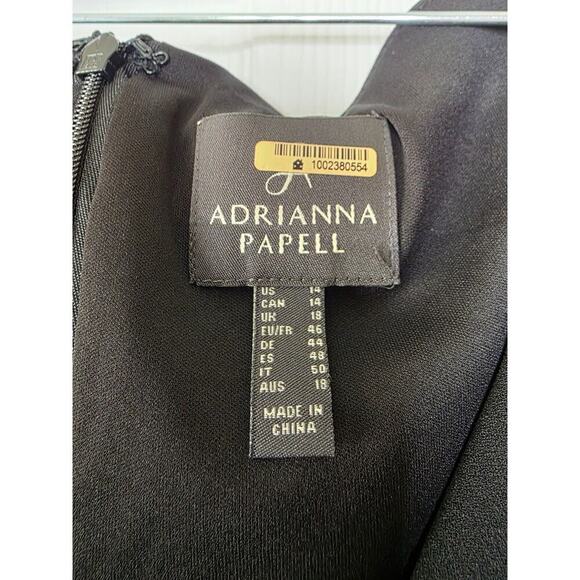 1002380554
ADRIANNA
PAPELL
US 14
CAN 14
UK 18
EU/FR 46
DE 44
ES 48
IT 50
AUS 18
MADE IN
CHINA